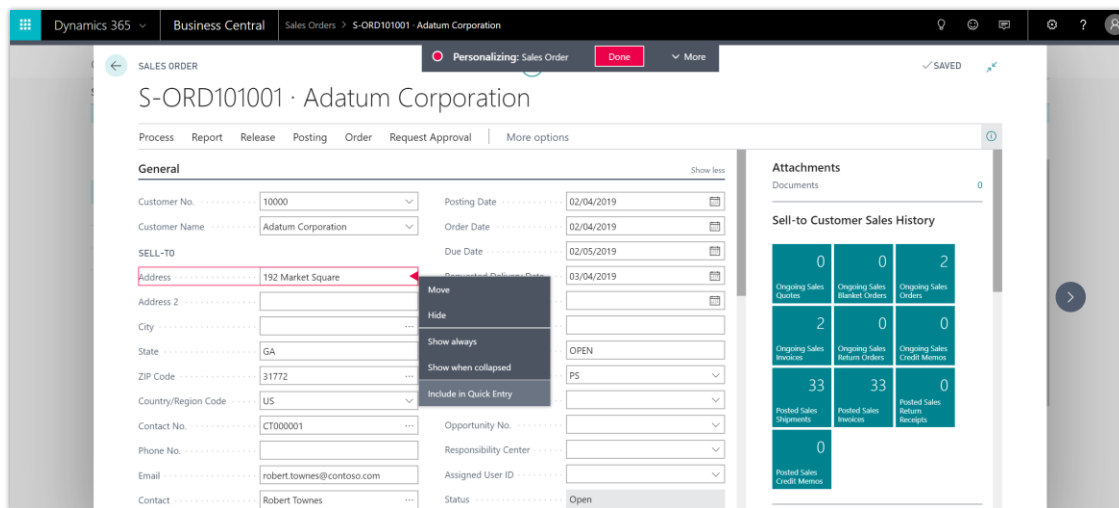 Dynamics 365 Business Central Sales Orders > S-ORD101001 · Adatum Corporation ?
Personalizing: Sales Order Done More
SALES ORDER SAVED
S-ORD101001 · Adatum Corporation
Process Report Release Posting Order Request Approval More options
General Show less
Customer No. 10000
Customer Name Adatum Corporation
SELL-TO
Address 192 Market Square
Address 2
City
State GA
ZIP Code 31772
Country/Region Code US
Contact No. CT000001
Phone No.
Email robert.townes@contoso.com
Contact Robert Townes
Posting Date 02/04/2019
Order Date 02/04/2019
Due Date 02/05/2019
Requested Delivery Date 03/04/2019
OPEN
PS
Opportunity No.
Responsibility Center
Assigned User ID
Status Open
Move
Hide
Show always
Show when collapsed
Include in Quick Entry
Attachments
Documents 0
Sell-to Customer Sales History
0
Ongoing Sales
Quotes
0
Ongoing Sales
Blanket Orders
2
Ongoing Sales
Orders
2
Ongoing Sales
Invoices
0
Ongoing Sales
Return Orders
0
Ongoing Sales
Credit Memos
33
Posted Sales
Shipments
33
Posted Sales
Invoices
0
Posted Sales
Return
Receipts
0
Posted Sales
Credit Memos